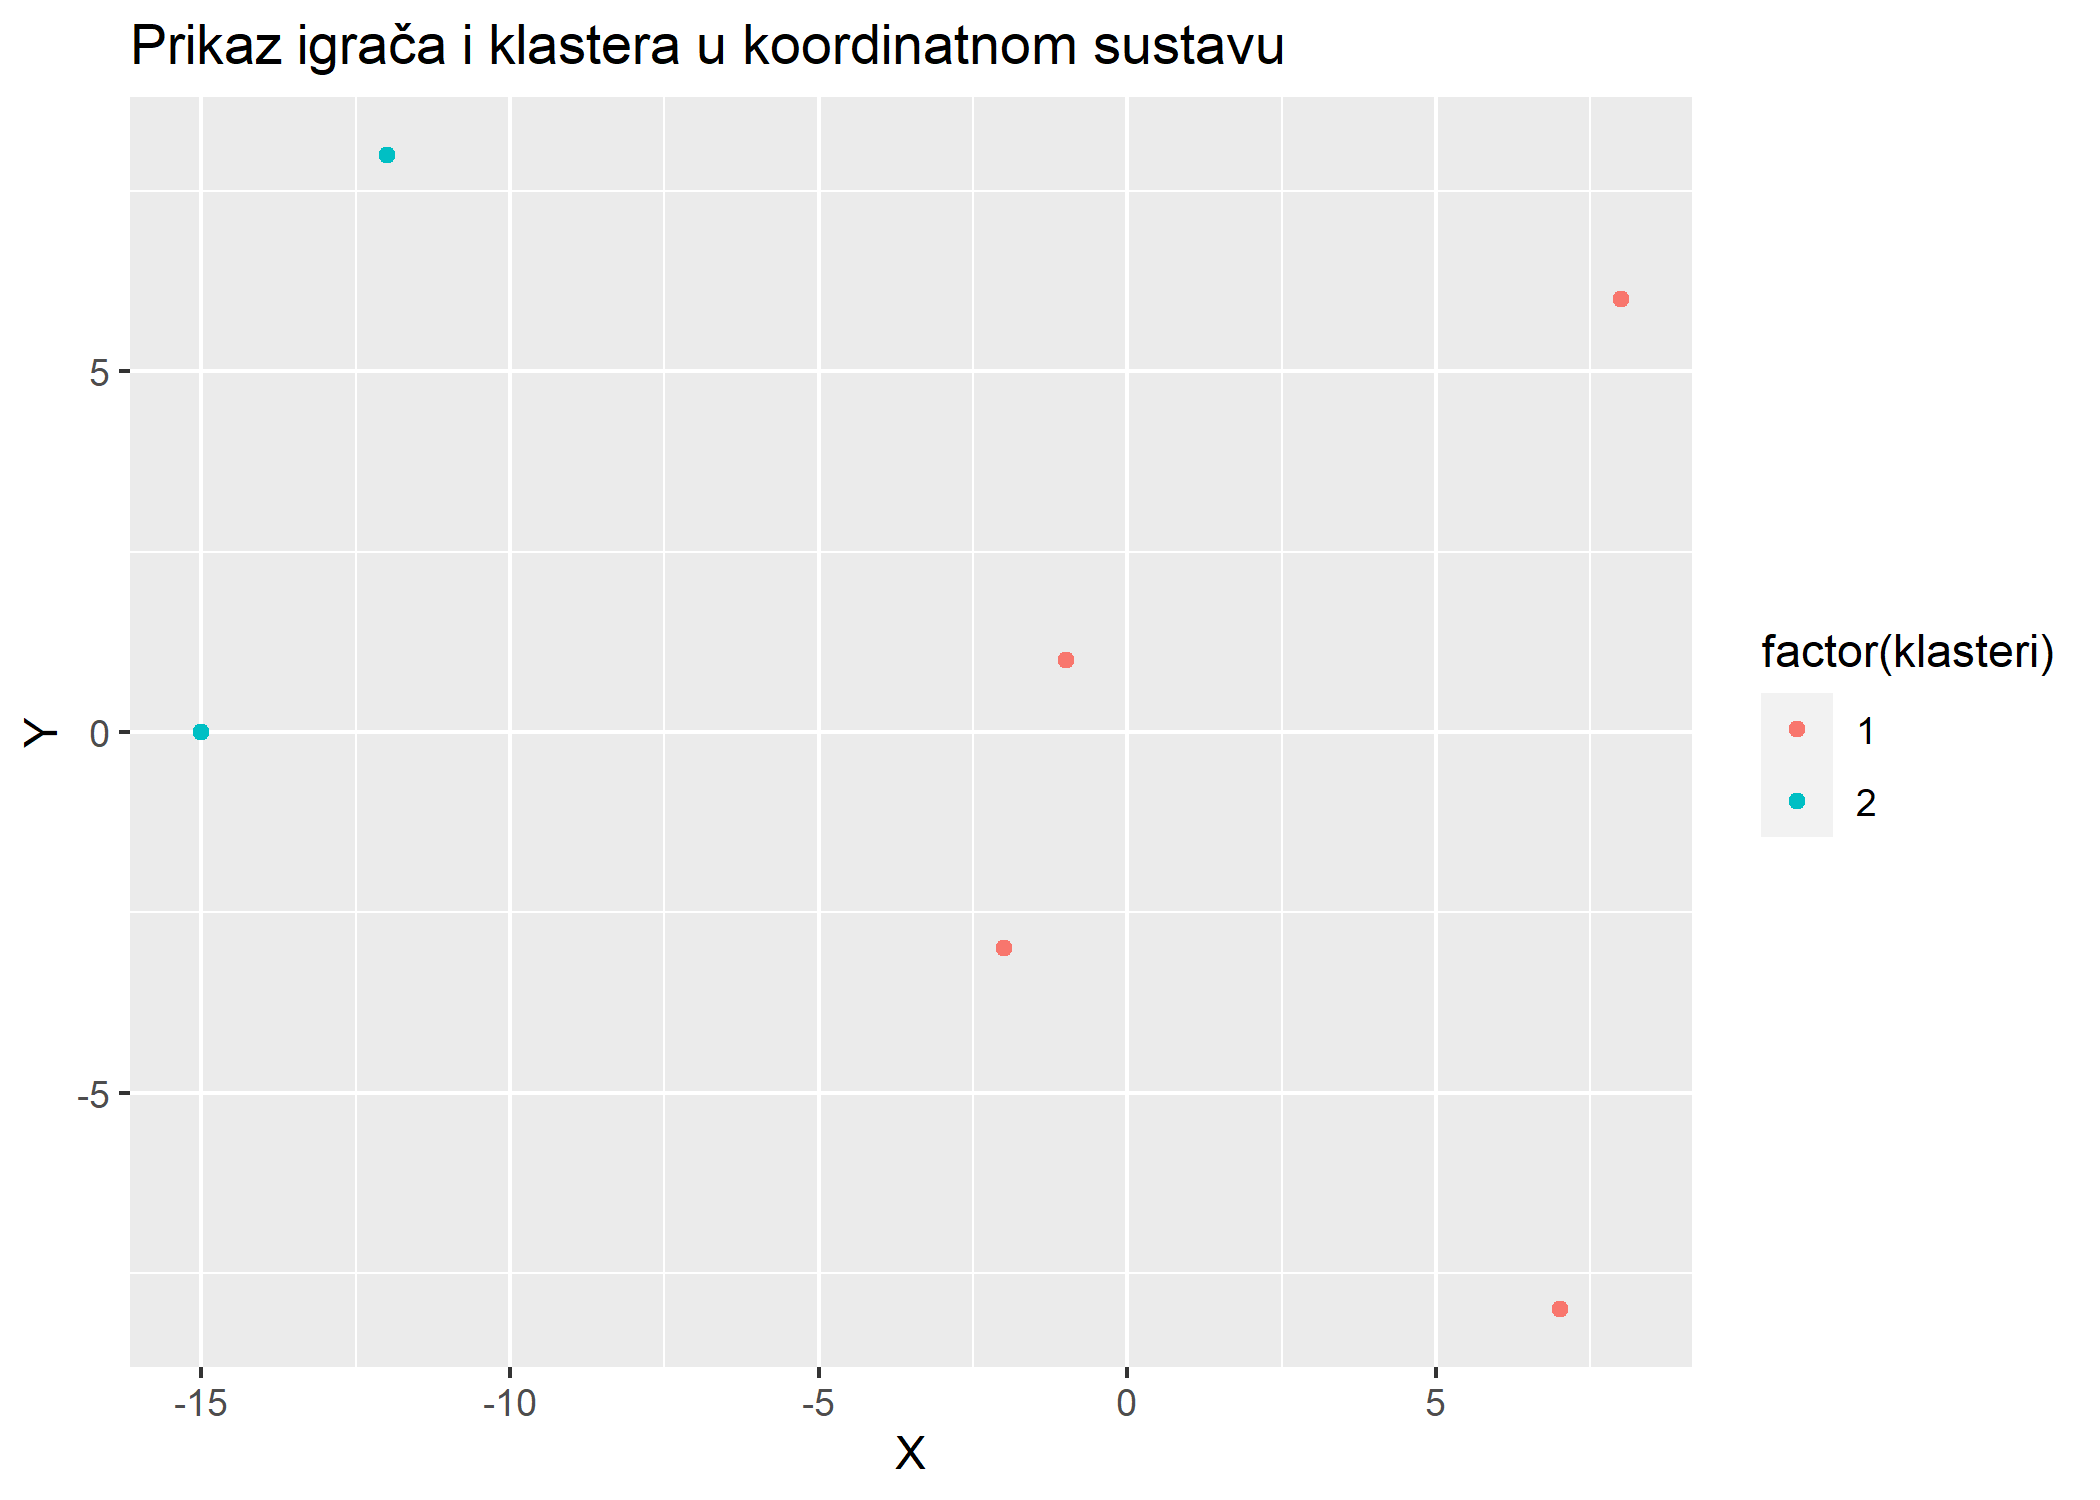 Prikaz igrača i klastera u koordinatnom sustavu
5
0
-5
Y
-15 -10 -5 0 5
X
factor(klasteri)
1
2